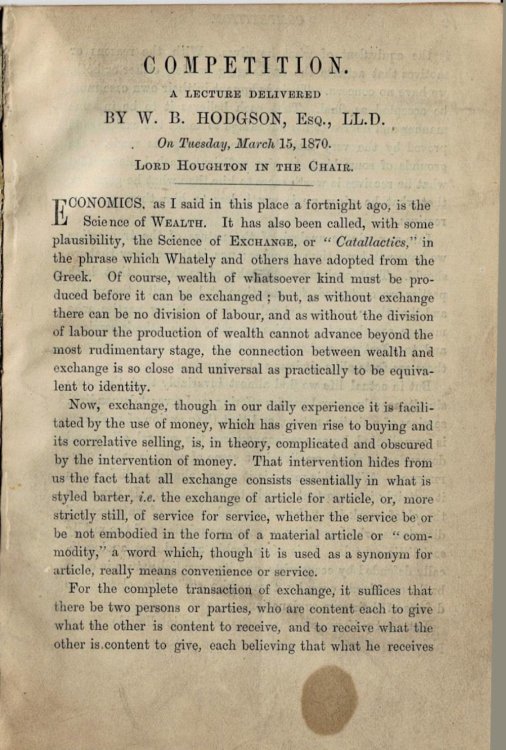 COMPETITION.
A LECTURE DELIVERED
BY W. B. HODGSON, Esq., LL.D.
On Tuesday, March 15, 1870.
Lord Houghton in the Chair.
ECONOMICS, as I said in this place a fortnight ago, is the
Science of Wealth. It has also been called, with some
plausibility, the Science of Exchange, or “ Catallactics,” in
the phrase which Whately and others have adopted from the
Greek. Of course, wealth of whatsoever kind must be pro-
duced before it can be exchanged ; but, as without exchange
there can be no division of labour, and as without the division
of labour the production of wealth cannot advance beyond the
most rudimentary stage, the connection between wealth and
exchange is so close and universal as practically to be equiva-
lent to identity.
Now, exchange, though in our daily experience it is facili-
tated by the use of money, which has given rise to buying and
its correlative selling, is, in theory, complicated and obscured
by the intervention of money. That intervention hides from
us the fact that all exchange consists essentially in what is
styled barter, i.e. the exchange of article for article, or, more
strictly still, of service for service, whether the service be or
be not embodied in the form of a material article or “ com-
modity,” a word which, though it is used as a synonym for
article, really means convenience or service.
For the complete transaction of exchange, it suffices that
there be two persons or parties, who are content each to give
what the other is content to receive, and to receive what the
other is content to give, each believing that what he receives